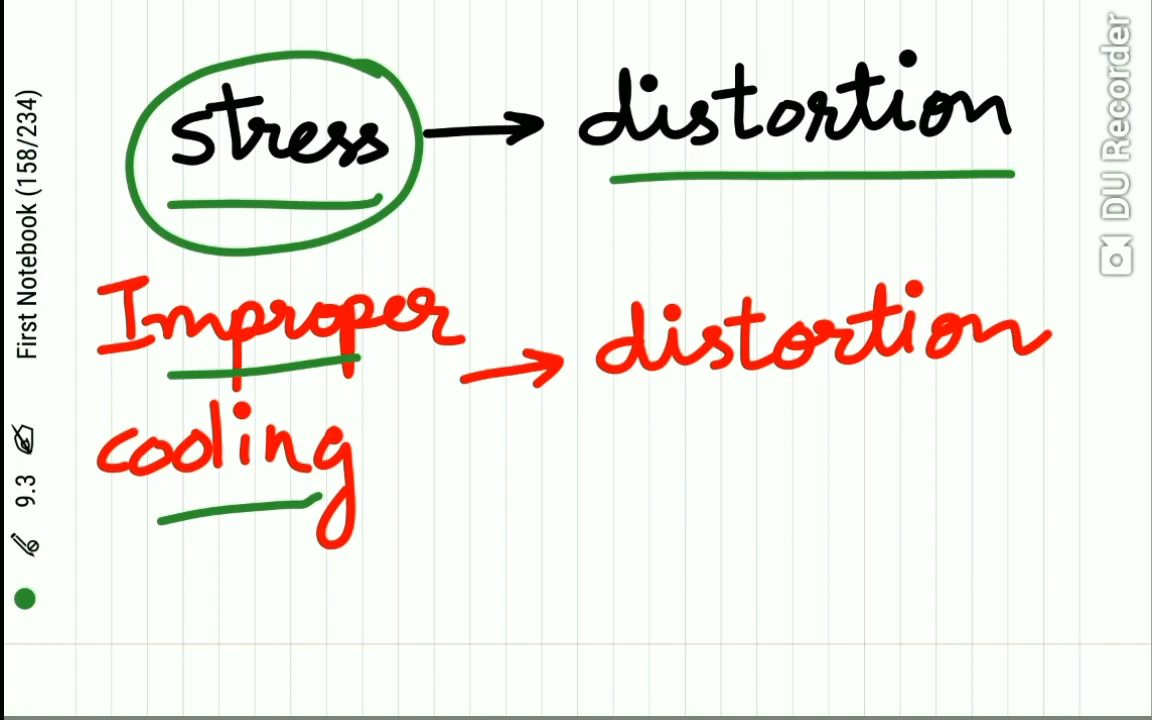 stress → distortion
Improper → distortion
cooling
First Notebook (158/234)
9.3
DU Recorder